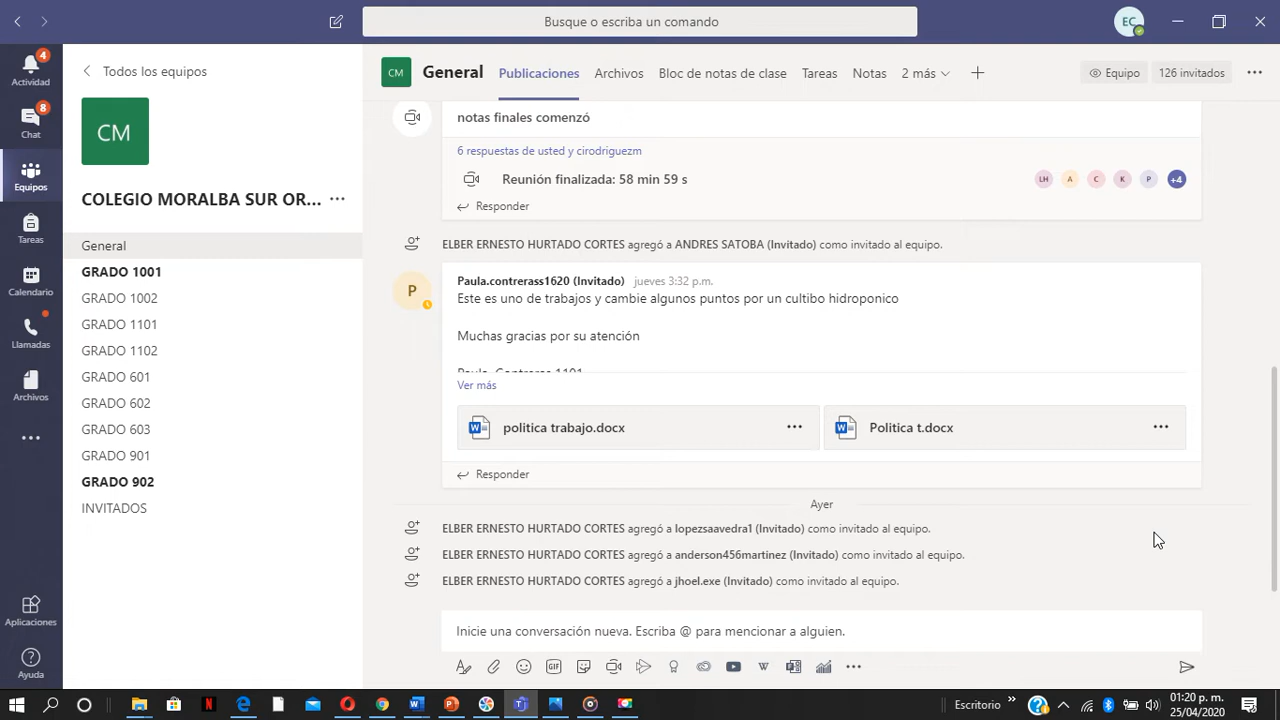 Busque o escriba un comando
EC
4
Actividad
8
Chat
Equipos
Tareas
Calendario
Llamadas
Archivos
Aplicaciones
Ayuda
Todos los equipos
CM
COLEGIO MORALBA SUR OR...
General
GRADO 1001
GRADO 1002
GRADO 1101
GRADO 1102
GRADO 601
GRADO 602
GRADO 603
GRADO 901
GRADO 902
INVITADOS
CM General Publicaciones Archivos Bloc de notas de clase Tareas Notas 2 más Equipo 126 invitados
notas finales comenzó
6 respuestas de usted y cirodriguezm
Reunión finalizada: 58 min 59 s LH A C K P +4
Responder
ELBER ERNESTO HURTADO CORTES agregó a ANDRES SATOBA (Invitado) como invitado al equipo.
P
Paula.contrerass1620 (Invitado) jueves 3:32 p.m.
Este es uno de trabajos y cambie algunos puntos por un cultibo hidroponico
Muchas gracias por su atención
Paula Contreras 1101
Ver más
politica trabajo.docx Politica t.docx
Responder
Ayer
ELBER ERNESTO HURTADO CORTES agregó a lopezsaavedra1 (Invitado) como invitado al equipo.
ELBER ERNESTO HURTADO CORTES agregó a anderson456martinez (Invitado) como invitado al equipo.
ELBER ERNESTO HURTADO CORTES agregó a jhoel.exe (Invitado) como invitado al equipo.
Inicie una conversación nueva. Escriba @ para mencionar a alguien.
GIF
W
Escritorio
01:20 p. m.
25/04/2020